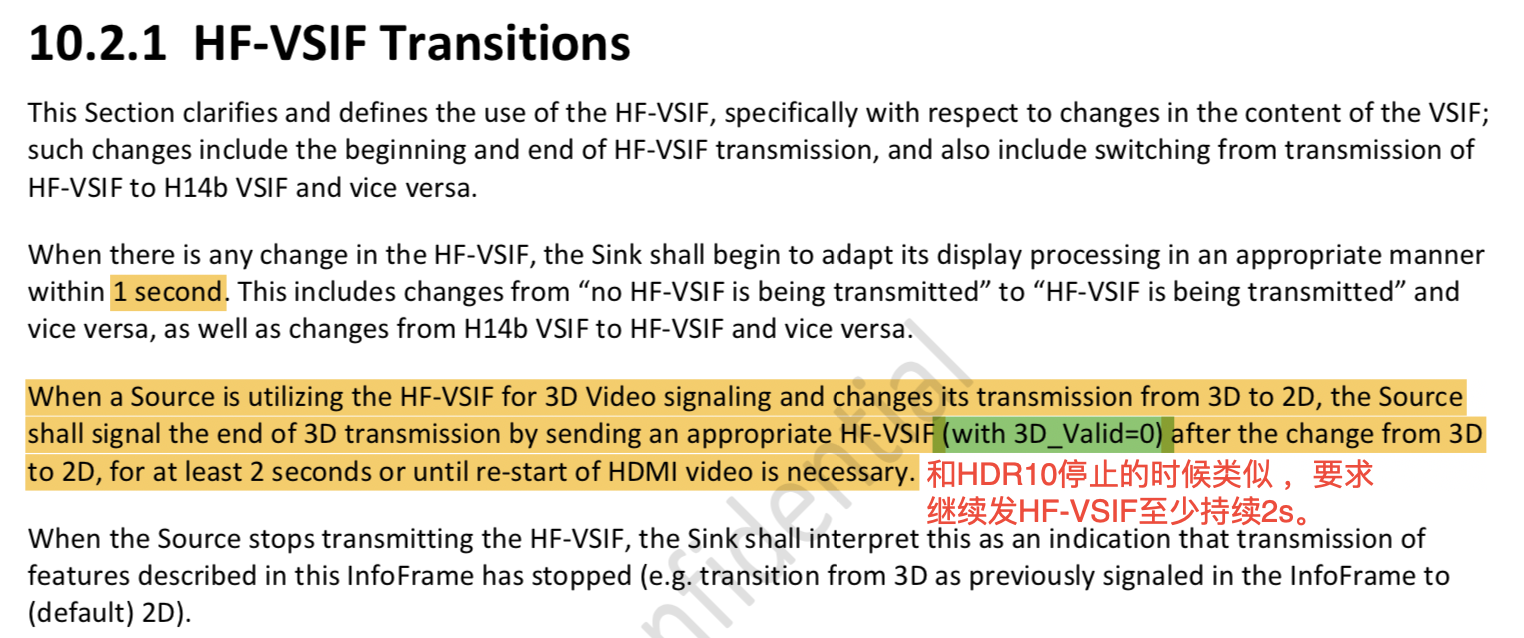 10.2.1 HF-VSIF Transitions
This Section clarifies and defines the use of the HF-VSIF, specifically with respect to changes in the content of the VSIF;
such changes include the beginning and end of HF-VSIF transmission, and also include switching from transmission of
HF-VSIF to H14b VSIF and vice versa.
When there is any change in the HF-VSIF, the Sink shall begin to adapt its display processing in an appropriate manner
within 1 second. This includes changes from “no HF-VSIF is being transmitted” to “HF-VSIF is being transmitted” and
vice versa, as well as changes from H14b VSIF to HF-VSIF and vice versa.
When a Source is utilizing the HF-VSIF for 3D Video signaling and changes its transmission from 3D to 2D, the Source
shall signal the end of 3D transmission by sending an appropriate HF-VSIF (with 3D_Valid=0) after the change from 3D
to 2D, for at least 2 seconds or until re-start of HDMI video is necessary.
和HDR10停止的时候类似，要求
继续发HF-VSIF至少持续2s。
When the Source stops transmitting the HF-VSIF, the Sink shall interpret this as an indication that transmission of
features described in this InfoFrame has stopped (e.g. transition from 3D as previously signaled in the InfoFrame to
(default) 2D).
nfidential